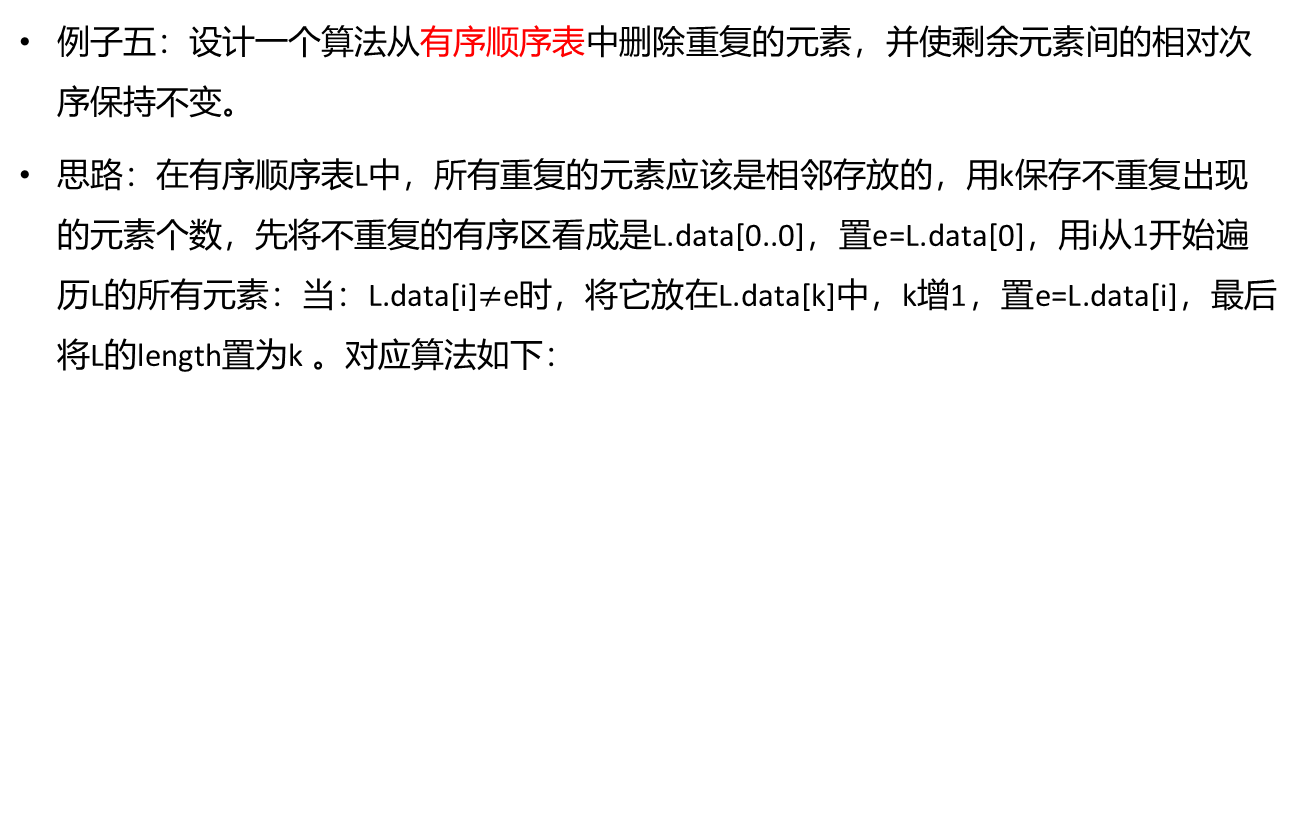 • 例子五：设计一个算法从有序顺序表中删除重复的元素，并使剩余元素间的相对次
序保持不变。
• 思路：在有序顺序表L中，所有重复的元素应该是相邻存放的，用k保存不重复出现
的元素个数，先将不重复的有序区看成是L.data[0..0]，置e=L.data[0]，用i从1开始遍
历L的所有元素：当：L.data[i]≠e时，将它放在L.data[k]中，k增1，置e=L.data[i]，最后
将L的length置为k 。对应算法如下：